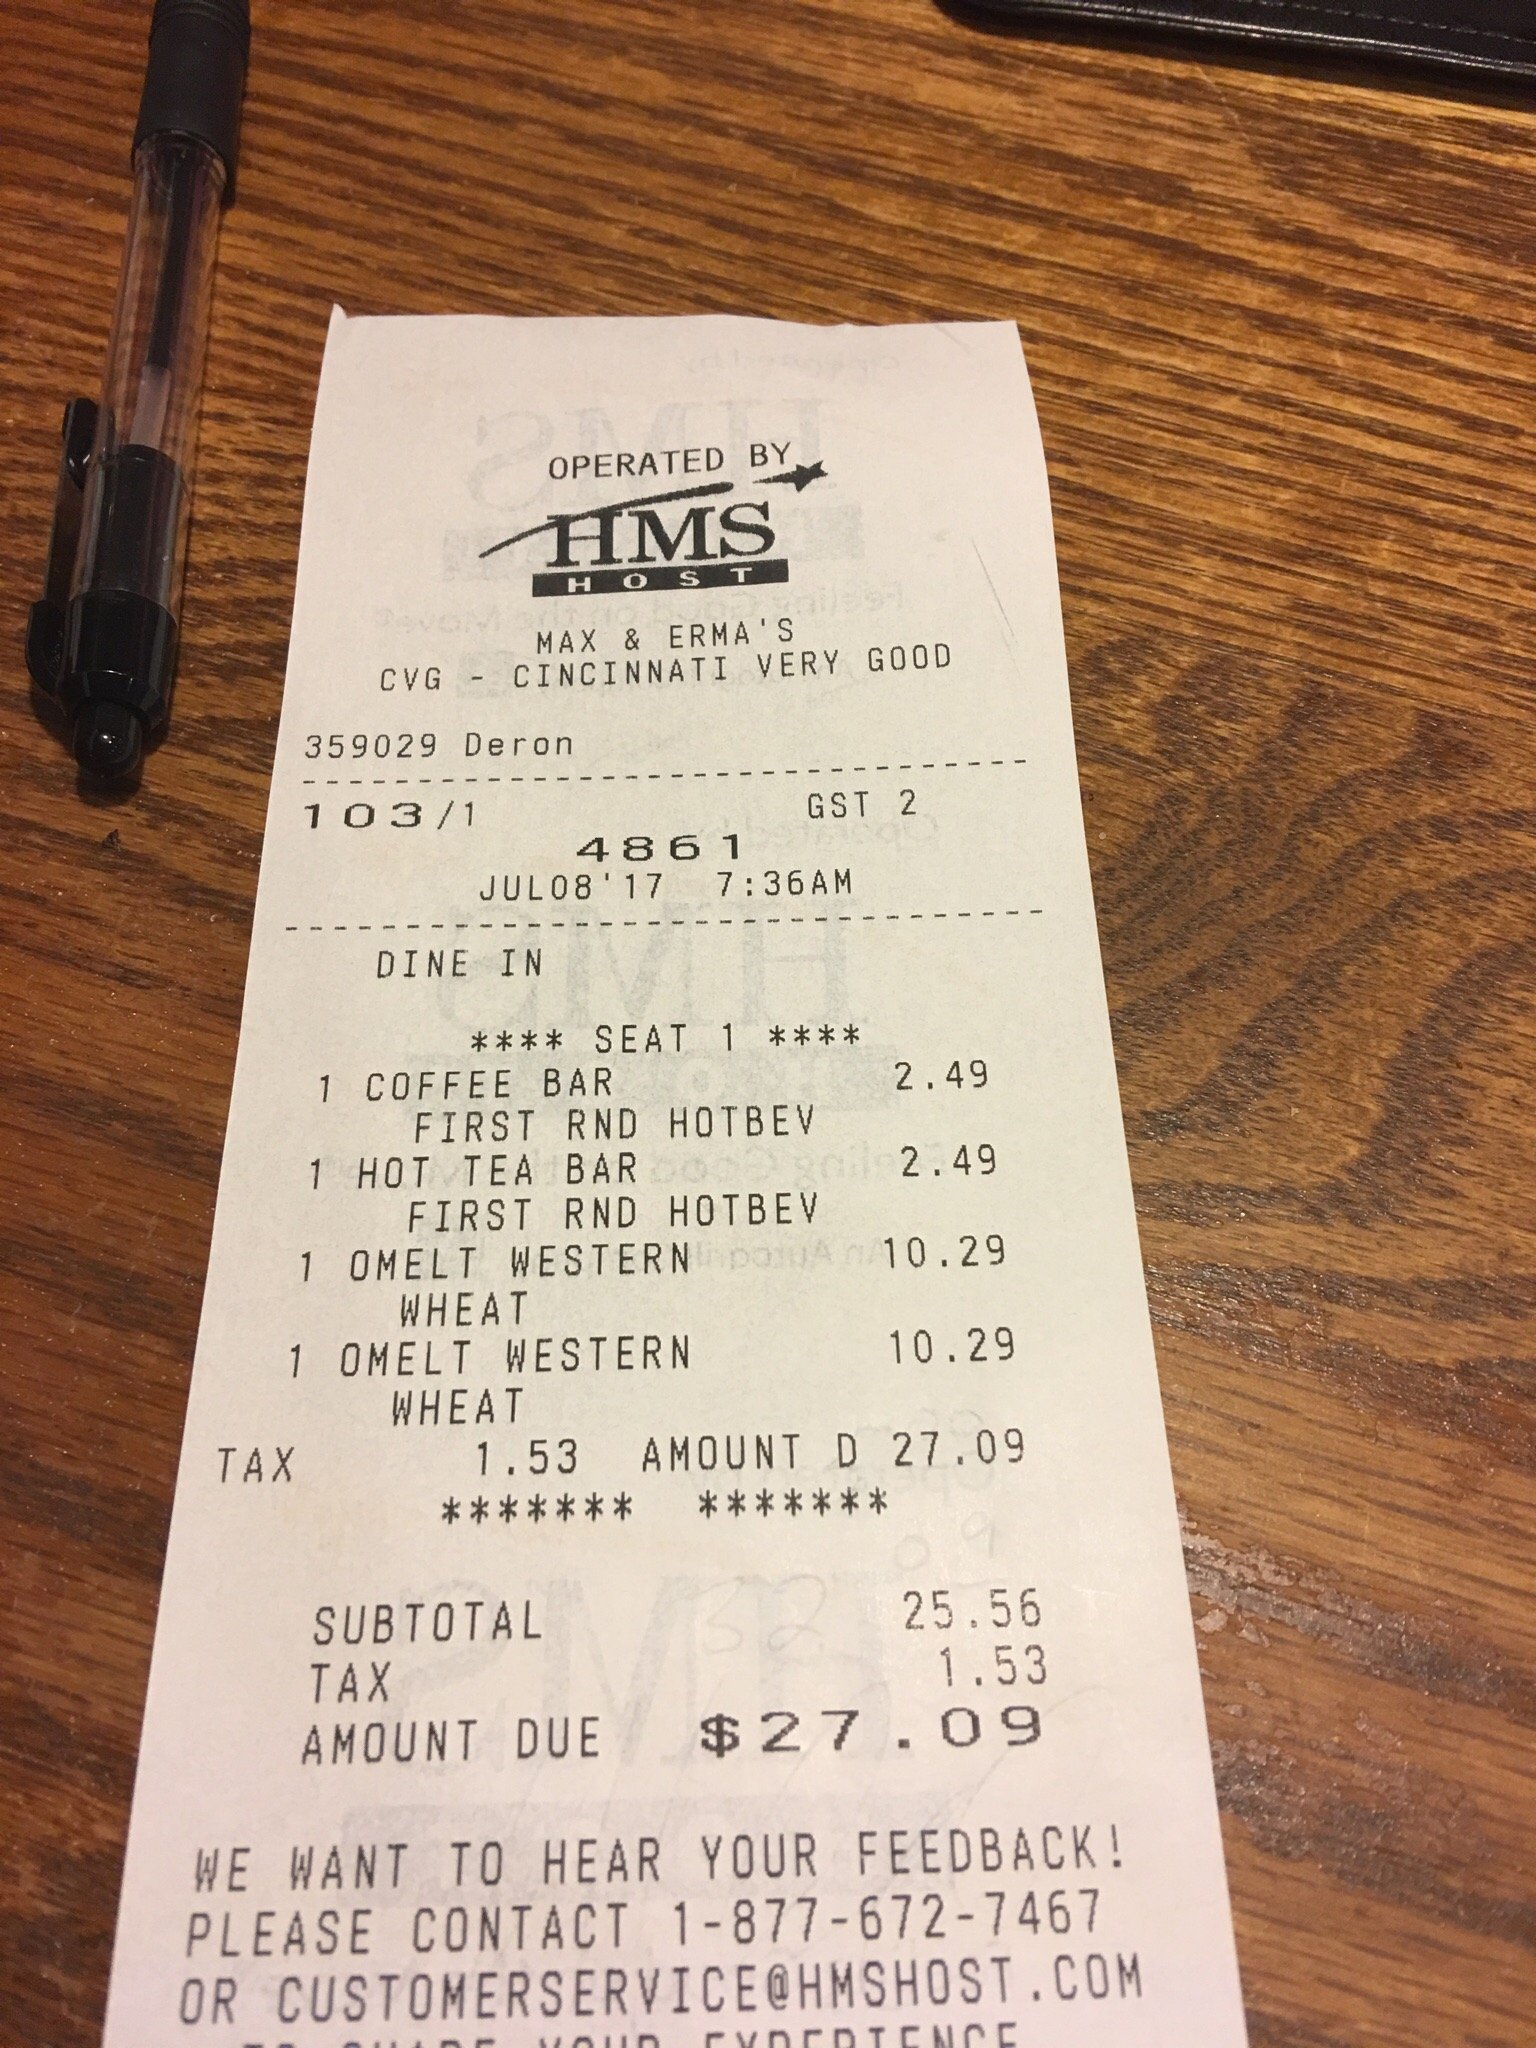 OPERATED BY
HMS
HOST
MAX & ERMA'S
CVG - CINCINNATI VERY GOOD
359029 Deron
--------------------------------
103/1 GST 2
4861
JUL08'17 7:36AM
--------------------------------
DINE IN
**** SEAT 1 ****
1 COFFEE BAR 2.49
FIRST RND HOTBEV
1 HOT TEA BAR 2.49
FIRST RND HOTBEV
1 OMELT WESTERN 10.29
WHEAT
1 OMELT WESTERN 10.29
WHEAT
TAX 1.53 AMOUNT D 27.09
******* *******
SUBTOTAL 25.56
TAX 1.53
AMOUNT DUE $27.09
WE WANT TO HEAR YOUR FEEDBACK!
PLEASE CONTACT 1-877-672-7467
OR CUSTOMERSERVICE@HMSHOST.COM
TO SHARE YOUR EXPERIENCE